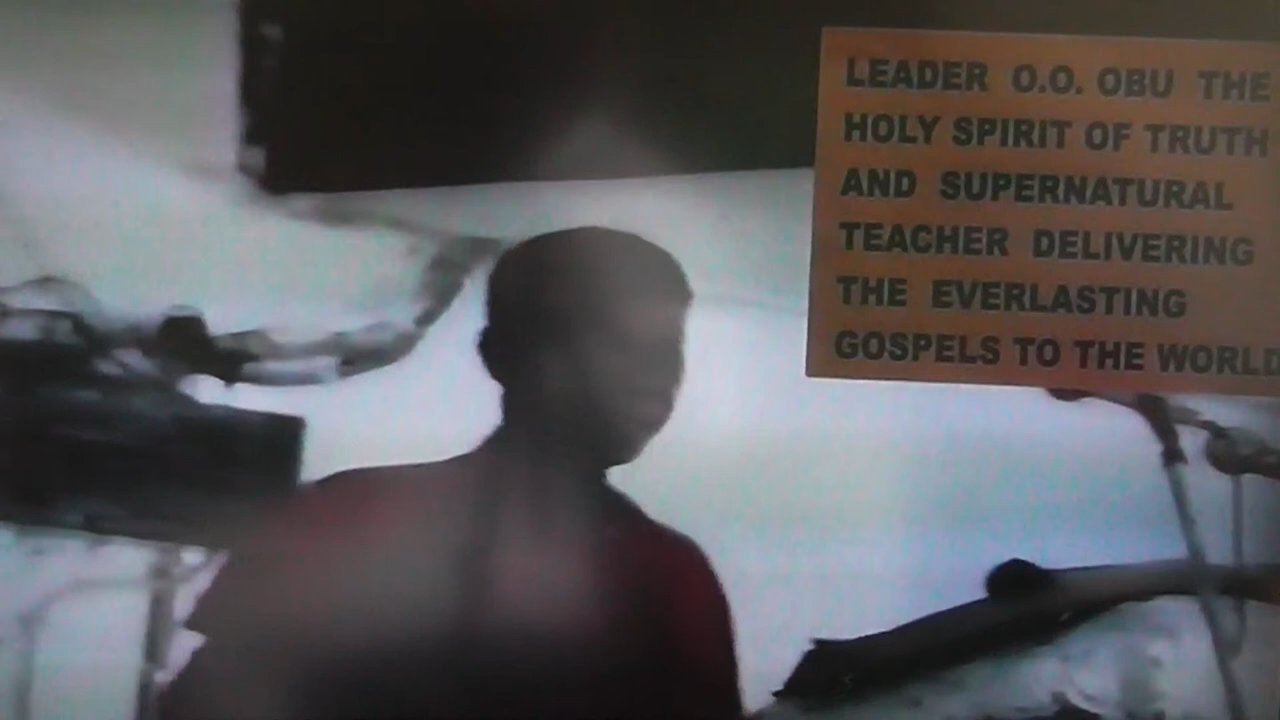 LEADER O.O. OBU THE
HOLY SPIRIT OF TRUTH
AND SUPERNATURAL
TEACHER DELIVERING
THE EVERLASTING
GOSPELS TO THE WORLD